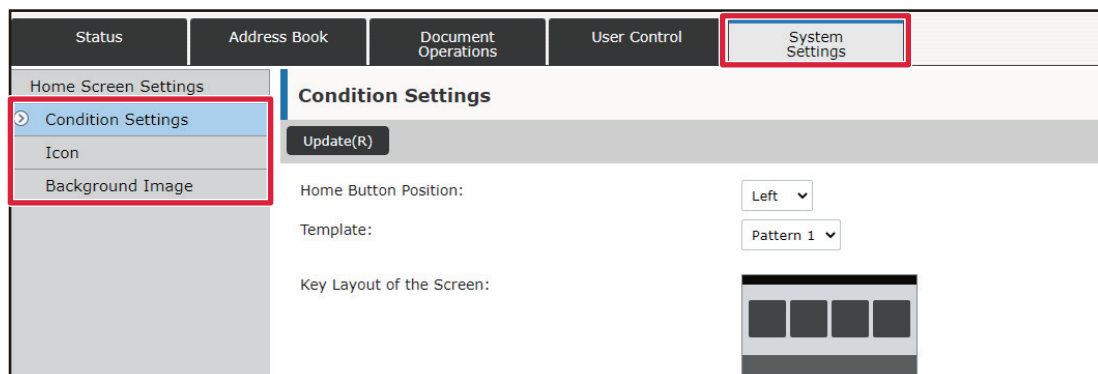 Status
Address Book
Document
Operations
User Control
System
Settings
Home Screen Settings
Condition Settings
Icon
Background Image
Condition Settings
Update(R)
Home Button Position:
Left
Template:
Pattern 1
Key Layout of the Screen: